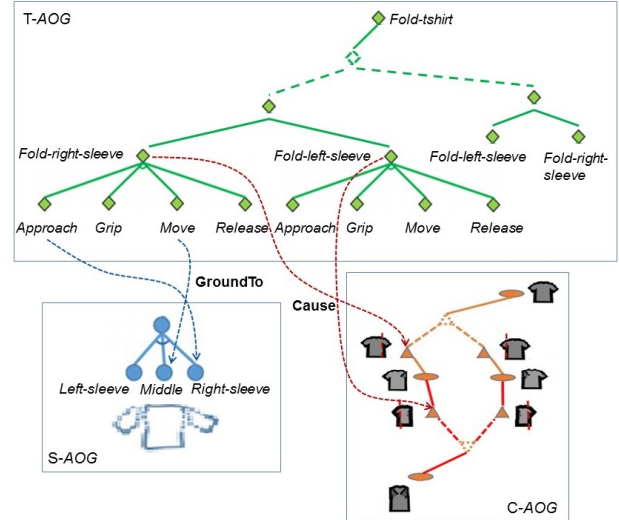 T-AOG
Fold-tshirt
Fold-right-sleeve
Fold-left-sleeve
Fold-left-sleeve
Fold-right-
sleeve
Approach Grip Move Release Approach Grip Move Release
GroundTo
Cause
Left-sleeve Middle Right-sleeve
S-AOG
C-AOG